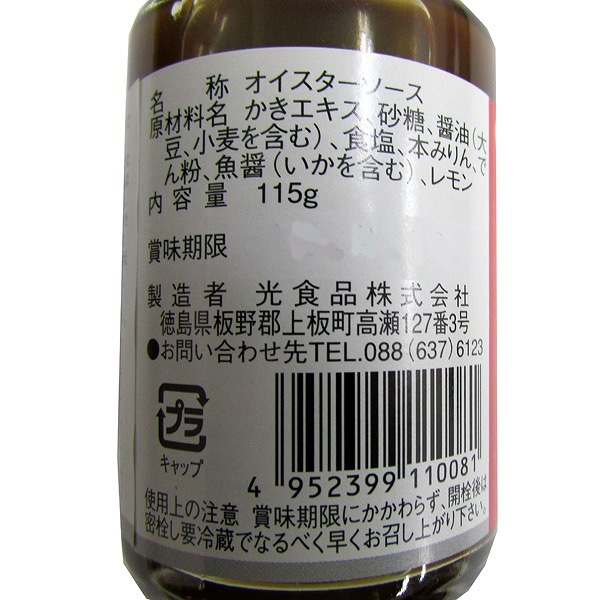 名称 オイスターソース
原材料名 かきエキス、砂糖、醤油(大
豆、小麦を含む)、食塩、本みりん、で
ん粉、魚醤(いかを含む)、レモン
内容量 115g
賞味期限
製造者 光食品株式会社
徳島県板野郡上板町高瀬127番3号
●お問い合わせ先TEL.088(637)6123
プラ
キャップ
4 952399 110081
使用上の注意 賞味期限にかかわらず、開栓後は
密栓し要冷蔵でなるべく早くお召し上がり下さい。